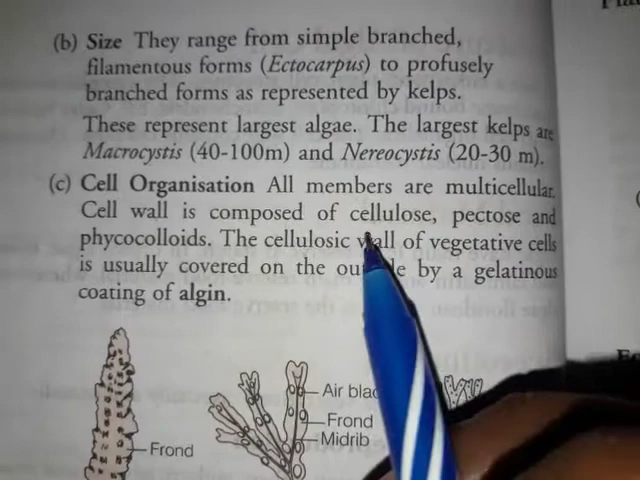 (b) Size They range from simple branched,
filamentous forms (Ectocarpus) to profusely
branched forms as represented by kelps.
These represent largest algae. The largest kelps are
Macrocystis (40-100m) and Nereocystis (20-30 m).
(c) Cell Organisation All members are multicellular.
Cell wall is composed of cellulose, pectose and
phycocolloids. The cellulosic wall of vegetative cells
is usually covered on the by a gelatinous
coating of algin.
Air
Frond
Midrib
Frond